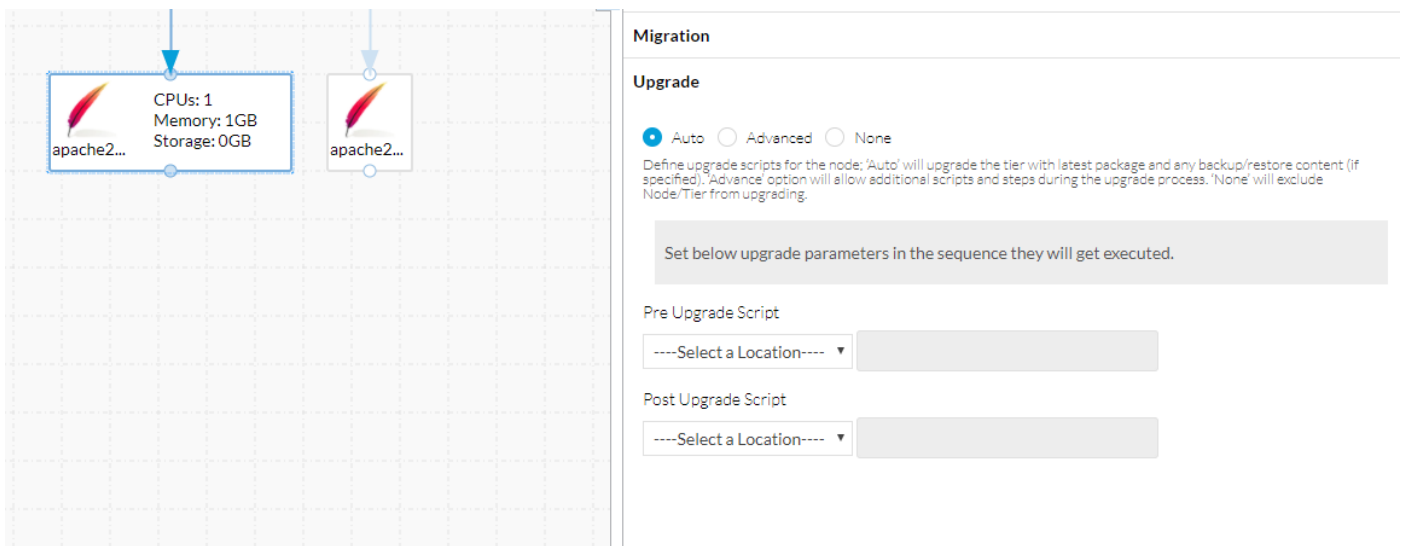 CPUs: 1
Memory: 1GB
Storage: 0GB
apache2...
apache2...
Migration
Upgrade
Auto
Advanced
None
Define upgrade scripts for the node; 'Auto' will upgrade the tier with latest package and any backup/restore content (if
specified). 'Advance' option will allow additional scripts and steps during the upgrade process. 'None' will exclude
Node/Tier from upgrading.
Set below upgrade parameters in the sequence they will get executed.
Pre Upgrade Script
----Select a Location----
Post Upgrade Script
----Select a Location----